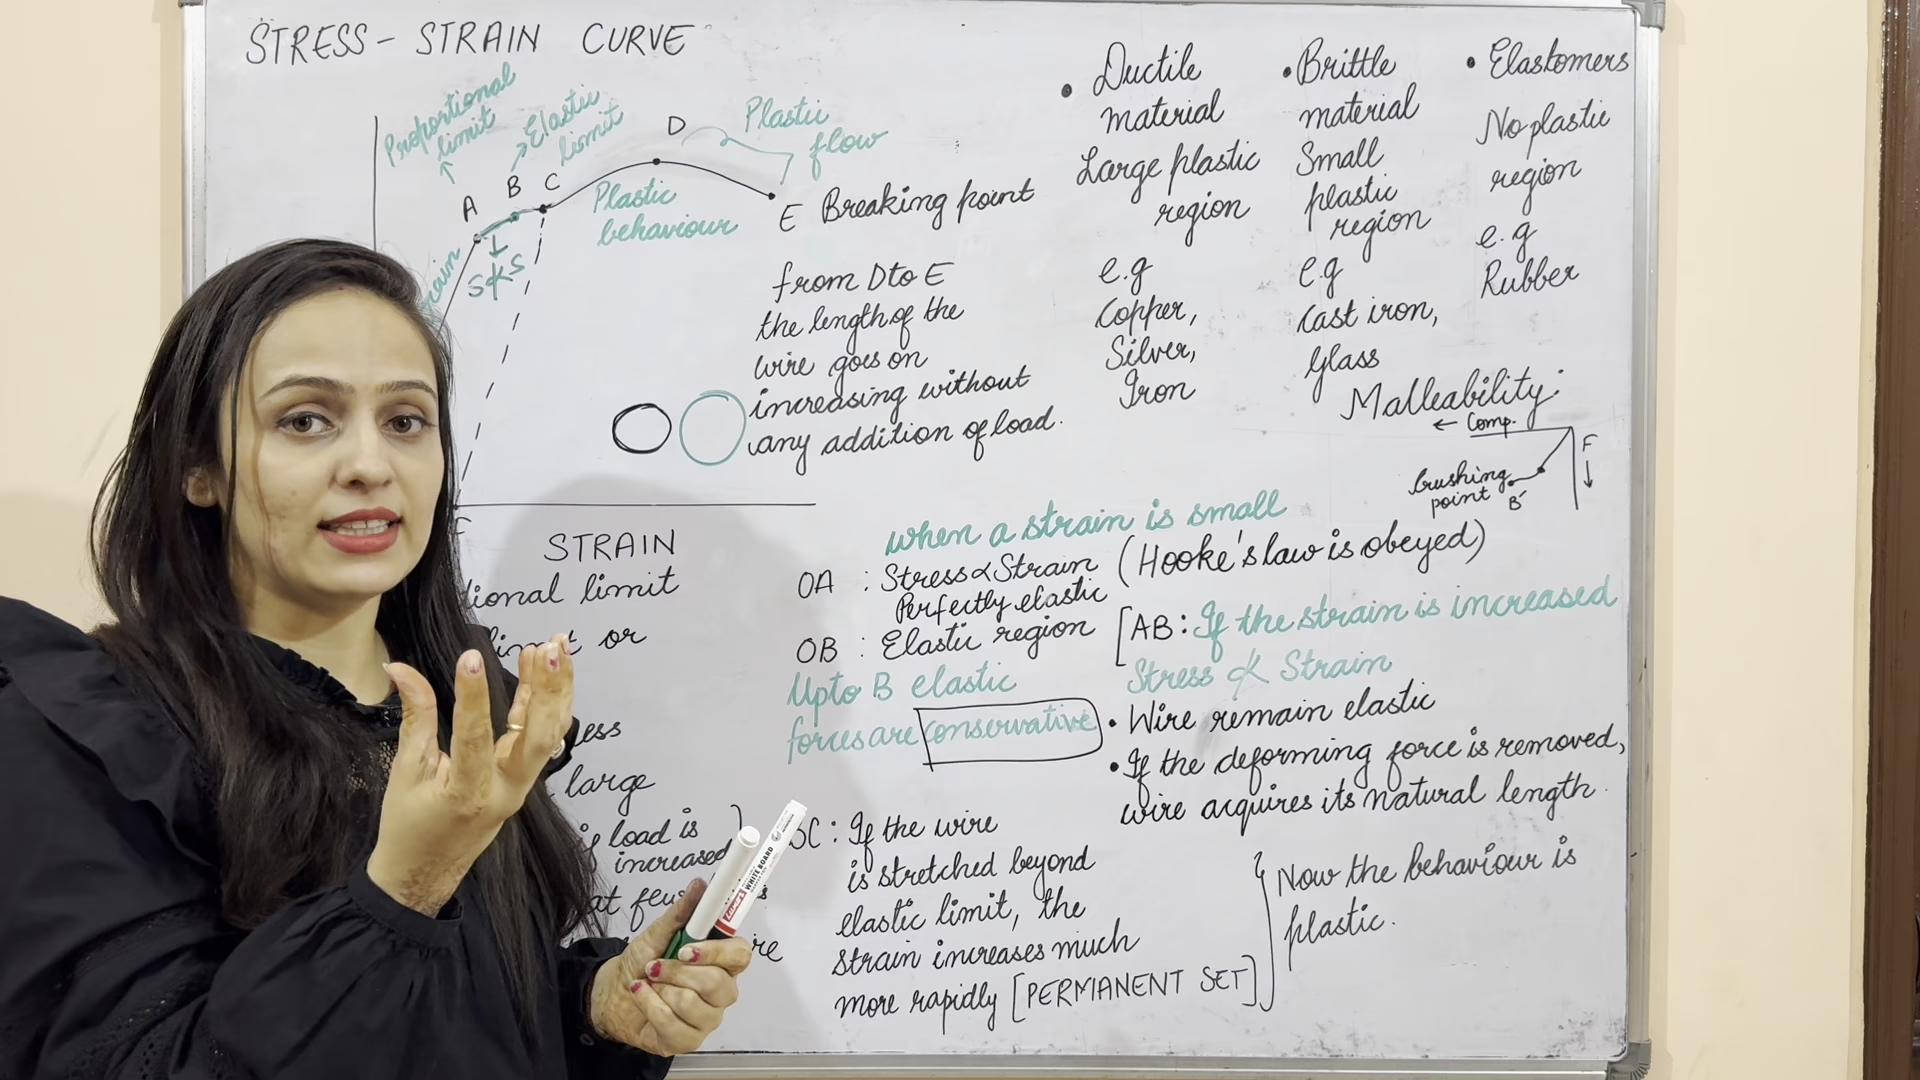 STRESS - STRAIN CURVE
Proportional
limit
Elastic
limit
A
B
C
D
Plastic
flow
S∝̸S
Plastic
behaviour
E Breaking point
from D to E
the length of the
wire goes on
increasing without
any addition of load.
• Ductile
material
Large plastic
region
e.g
Copper,
Silver,
Iron
• Brittle
material
Small
plastic
region
e.g
Cast iron,
Glass
• Elastomers
No plastic
region
e.g
Rubber
Malleability:
← Comp.
F
Crushing
point
B'
STRAIN
limit
or
large
load is
increased
at
when a strain is small
OA : Stress ∝ Strain (Hooke's law is obeyed)
Perfectly elastic
OB : Elastic region
[AB: If the strain is increased
Stress ∝̸ Strain
Upto B elastic
forces are conservative
• Wire remain elastic
• If the deforming force is removed,
wire acquires its natural length.
C: If the wire
is stretched beyond
elastic limit, the
strain increases much
more rapidly [PERMANENT SET]
Now the behaviour is
plastic.
WHITE BOARD